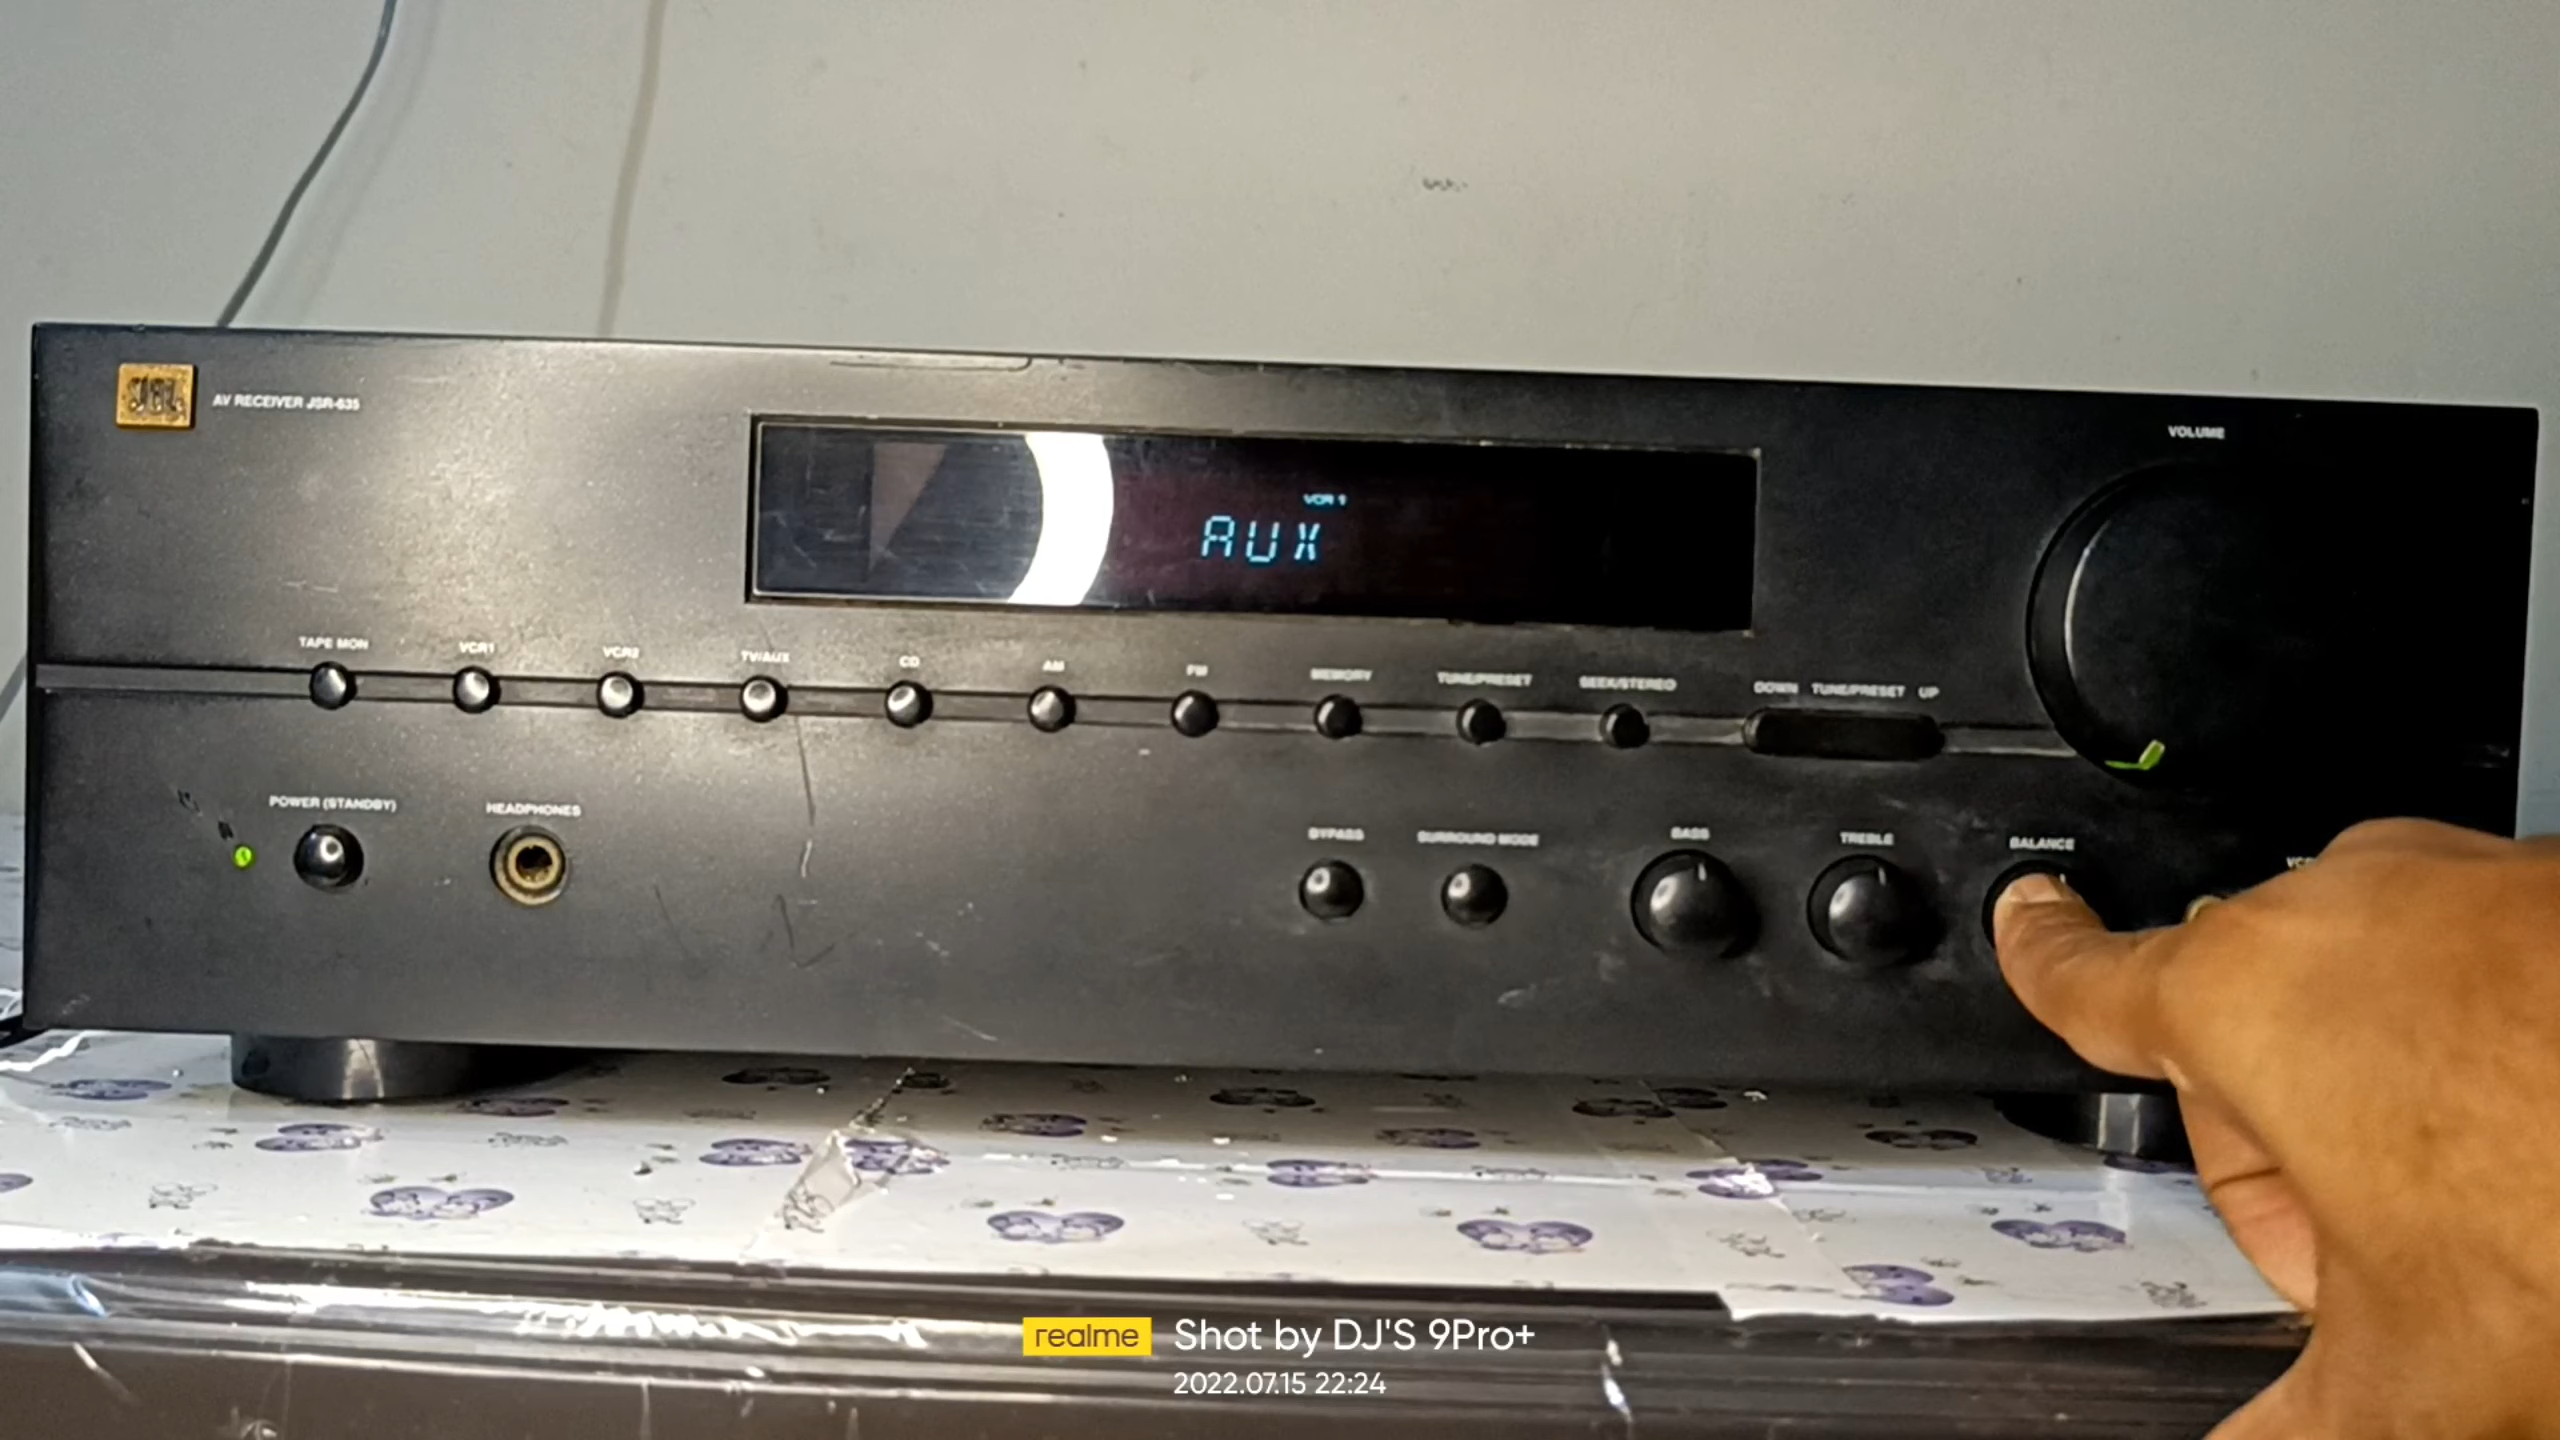 JBL
AV RECEIVER JSR-635
VOLUME
VCR 1
AUX
TAPE MON
VCR1
VCR2
TV/AUX
CD
AM
FM
MEMORY
TUNE/PRESET
SEEK/STEREO
DOWN TUNE/PRESET UP
POWER (STANDBY)
HEADPHONES
BYPASS
SURROUND MODE
BASS
TREBLE
BALANCE
realme Shot by DJ'S 9Pro+
2022.07.15 22:24